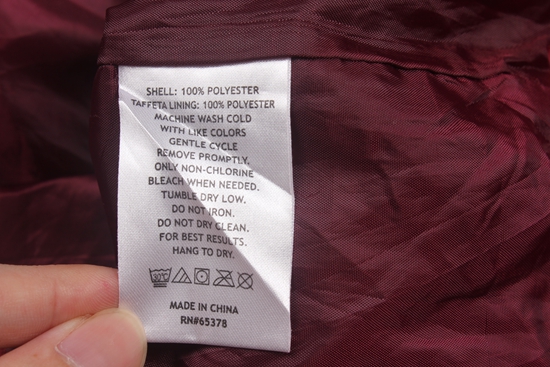 SHELL: 100% POLYESTER
TAFFETA LINING: 100% POLYESTER
MACHINE WASH COLD
WITH LIKE COLORS
GENTLE CYCLE
REMOVE PROMPTLY.
ONLY NON-CHLORINE
BLEACH WHEN NEEDED.
TUMBLE DRY LOW.
DO NOT IRON.
DO NOT DRY CLEAN.
FOR BEST RESULTS.
HANG TO DRY.
30°C
MADE IN CHINA
RN#65378